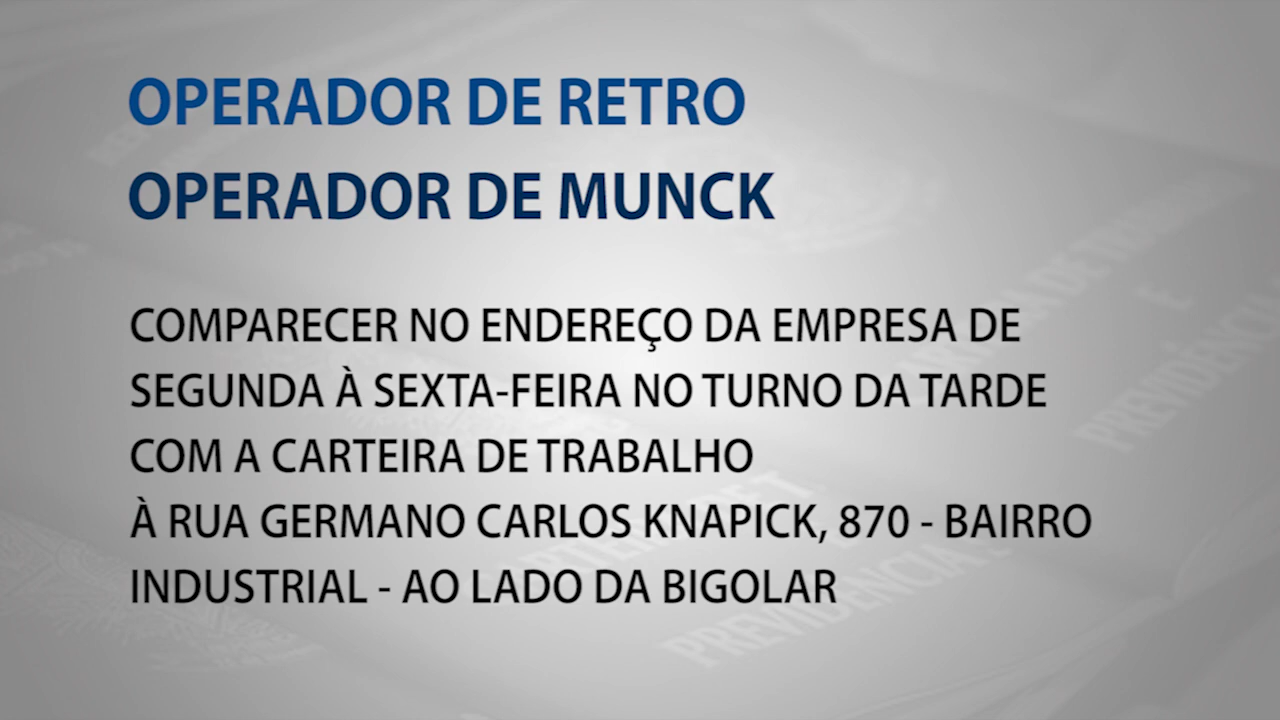 OPERADOR DE RETRO
OPERADOR DE MUNCK
COMPARECER NO ENDEREÇO DA EMPRESA DE
SEGUNDA À SEXTA-FEIRA NO TURNO DA TARDE
COM A CARTEIRA DE TRABALHO
À RUA GERMANO CARLOS KNAPICK, 870 - BAIRRO
INDUSTRIAL - AO LADO DA BIGOLAR